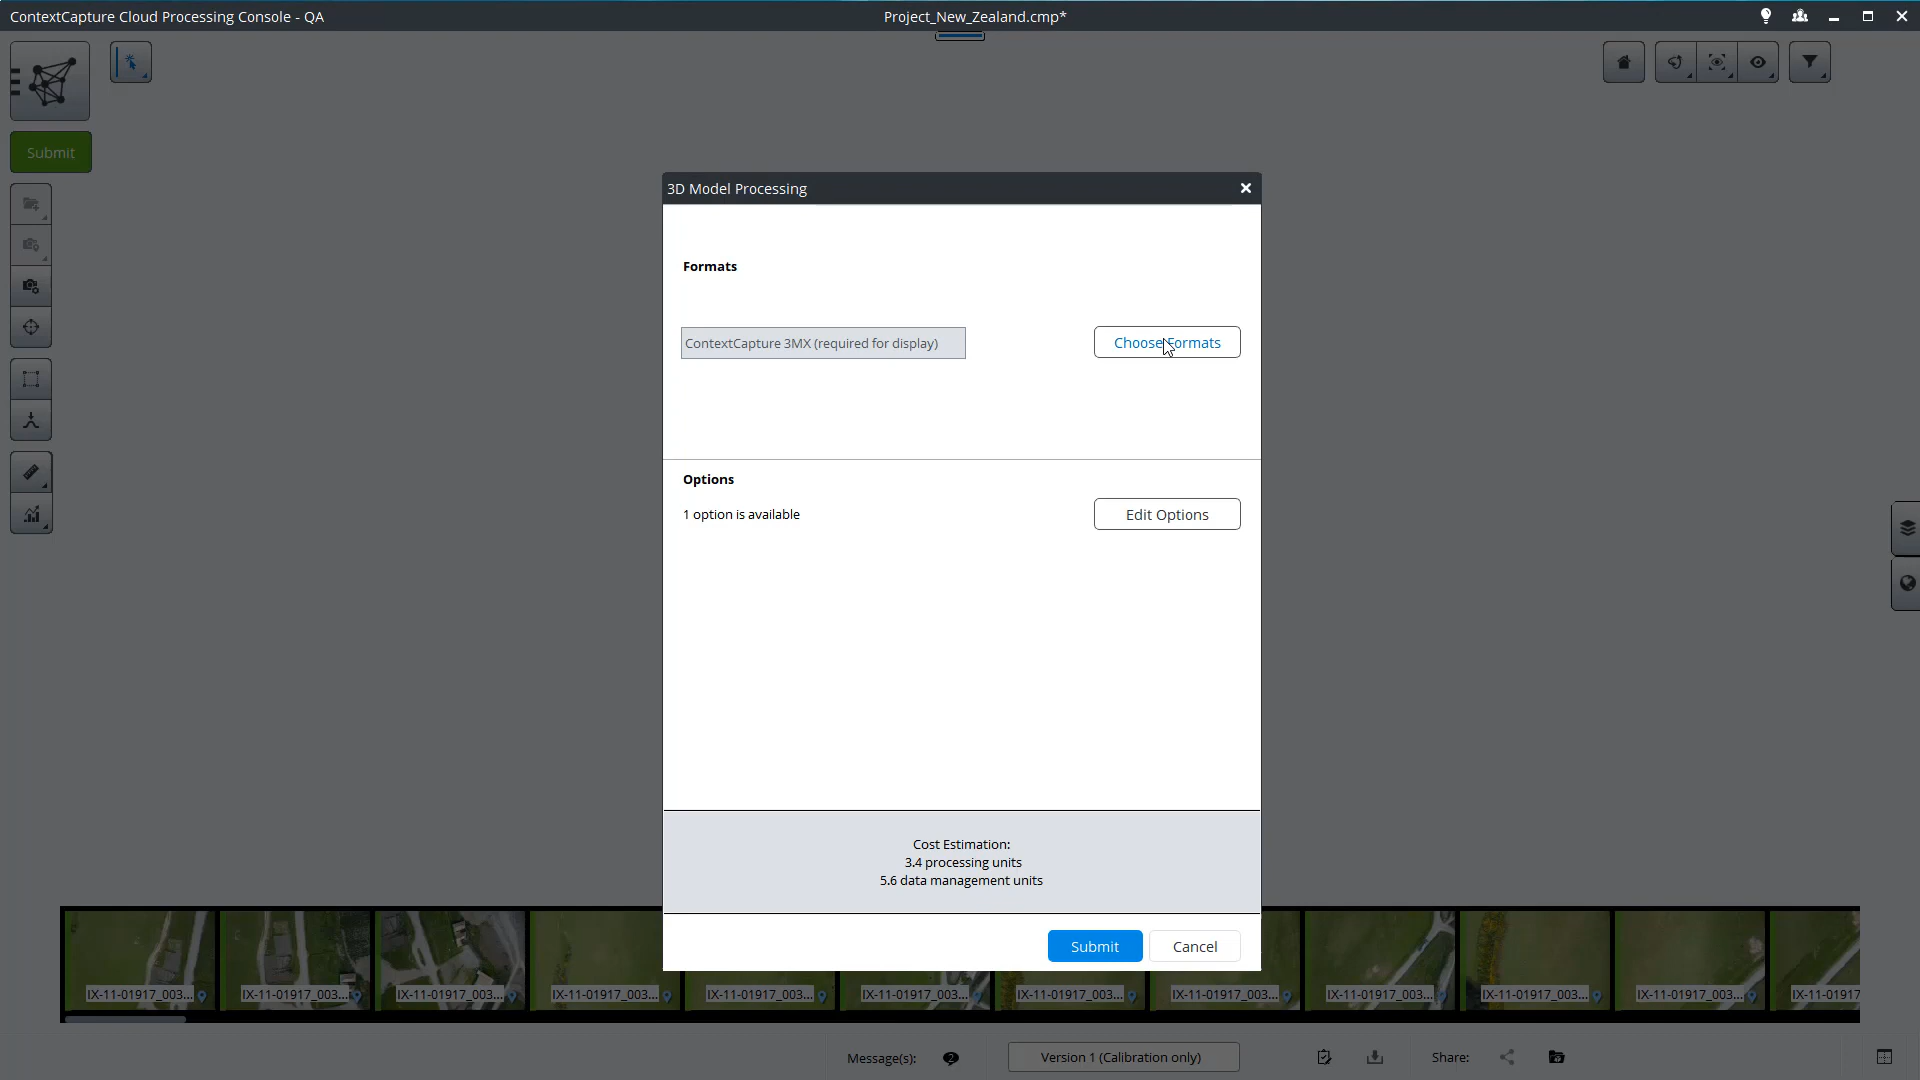 ContextCapture Cloud Processing Console - QA
Project_New_Zealand.cmp*
Submit
3D Model Processing
Formats
ContextCapture 3MX (required for display)
Choose Formats
Options
1 option is available
Edit Options
Cost Estimation:
3.4 processing units
5.6 data management units
Submit
Cancel
IX-11-01917_003...
IX-11-01917_003...
IX-11-01917_003...
IX-11-01917_003...
IX-11-01917_003...
IX-11-01917_003...
IX-11-01917_003...
IX-11-01917_003...
IX-11-01917_003...
IX-11-01917_003...
IX-11-01917_003...
IX-11-01917
Message(s):
2
Version 1 (Calibration only)
Share: